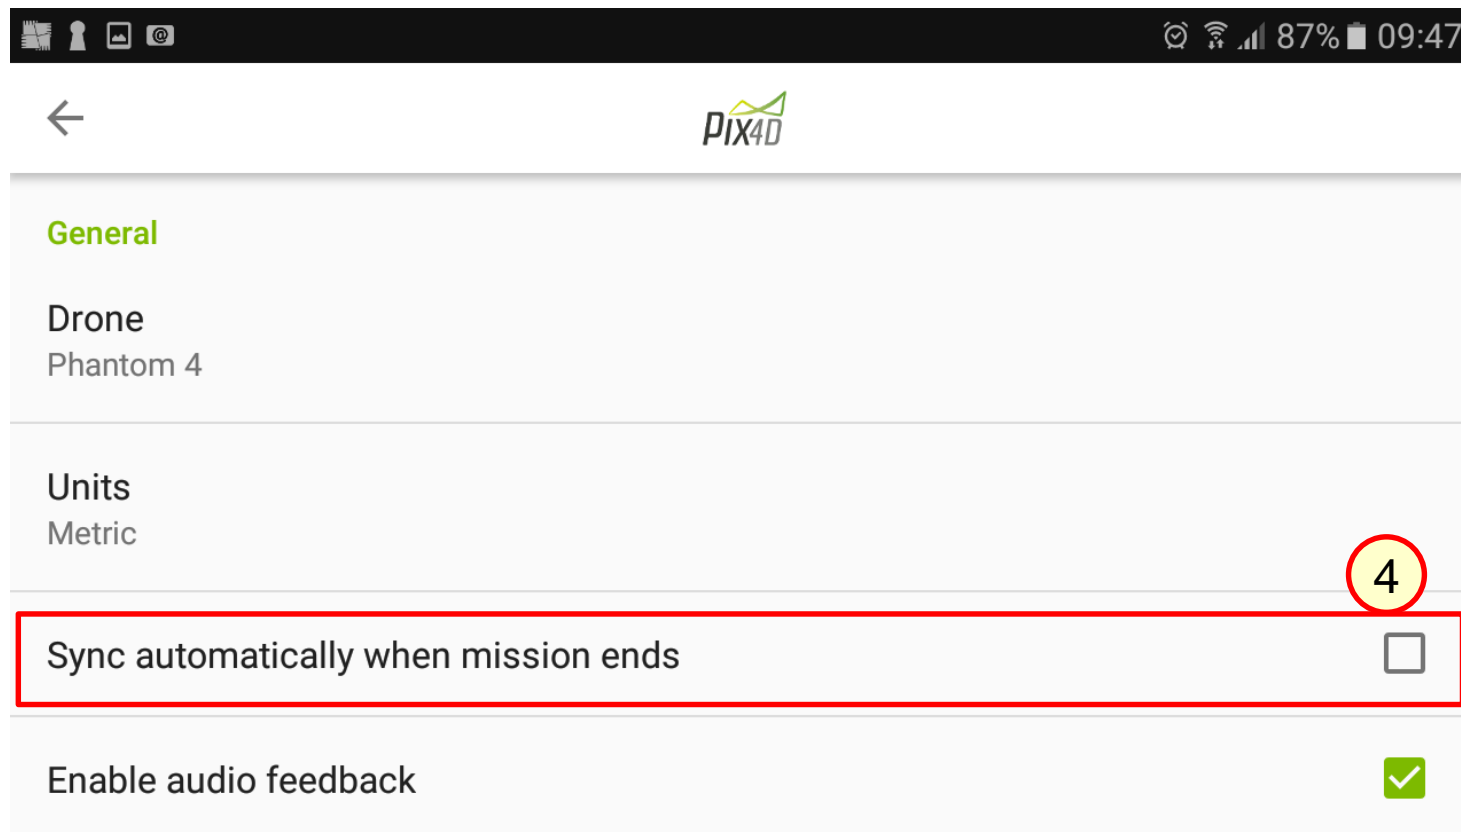 87% 09:47
PIX4D
General
Drone
Phantom 4
Units
Metric
4
Sync automatically when mission ends
Enable audio feedback